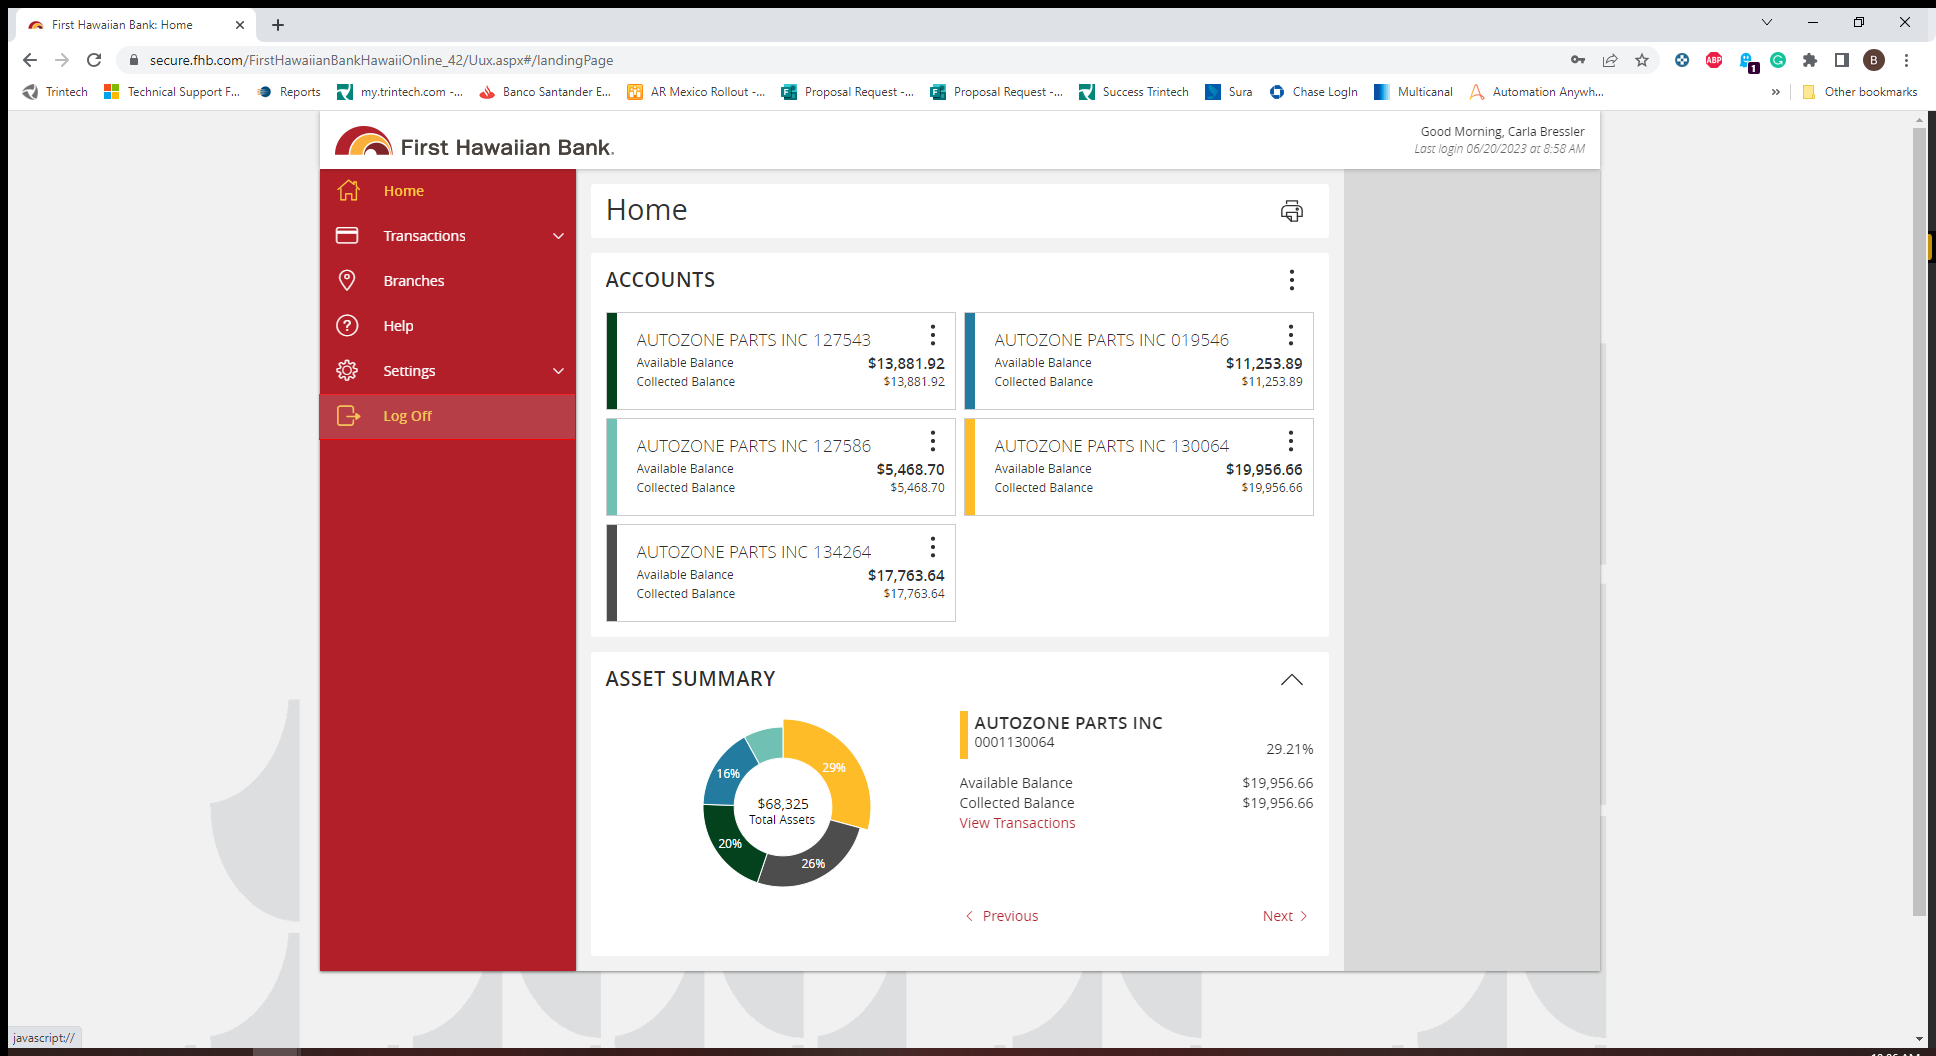 First Hawaiian Bank: Home
secure.fhb.com/FirstHawaiianBankHawaiiOnline_42/Uux.aspx#/landingPage
ABP
1
B
Trintech
Technical Support F...
Reports
my.trintech.com -...
Banco Santander E...
AR Mexico Rollout -...
Proposal Request -...
Proposal Request -...
Success Trintech
Sura
Chase LogIn
Multicanal
Automation Anywh...
»
Other bookmarks
First Hawaiian Bank.
Good Morning, Carla Bressler
Last login 06/20/2023 at 8:58 AM
Home
Transactions
Branches
Help
Settings
Log Off
Home
ACCOUNTS
AUTOZONE PARTS INC 127543
Available Balance $13,881.92
Collected Balance $13,881.92
AUTOZONE PARTS INC 019546
Available Balance $11,253.89
Collected Balance $11,253.89
AUTOZONE PARTS INC 127586
Available Balance $5,468.70
Collected Balance $5,468.70
AUTOZONE PARTS INC 130064
Available Balance $19,956.66
Collected Balance $19,956.66
AUTOZONE PARTS INC 134264
Available Balance $17,763.64
Collected Balance $17,763.64
ASSET SUMMARY
29%
16%
$68,325
Total Assets
20%
26%
AUTOZONE PARTS INC
0001130064
29.21%
Available Balance $19,956.66
Collected Balance $19,956.66
View Transactions
Previous
Next
javascript://